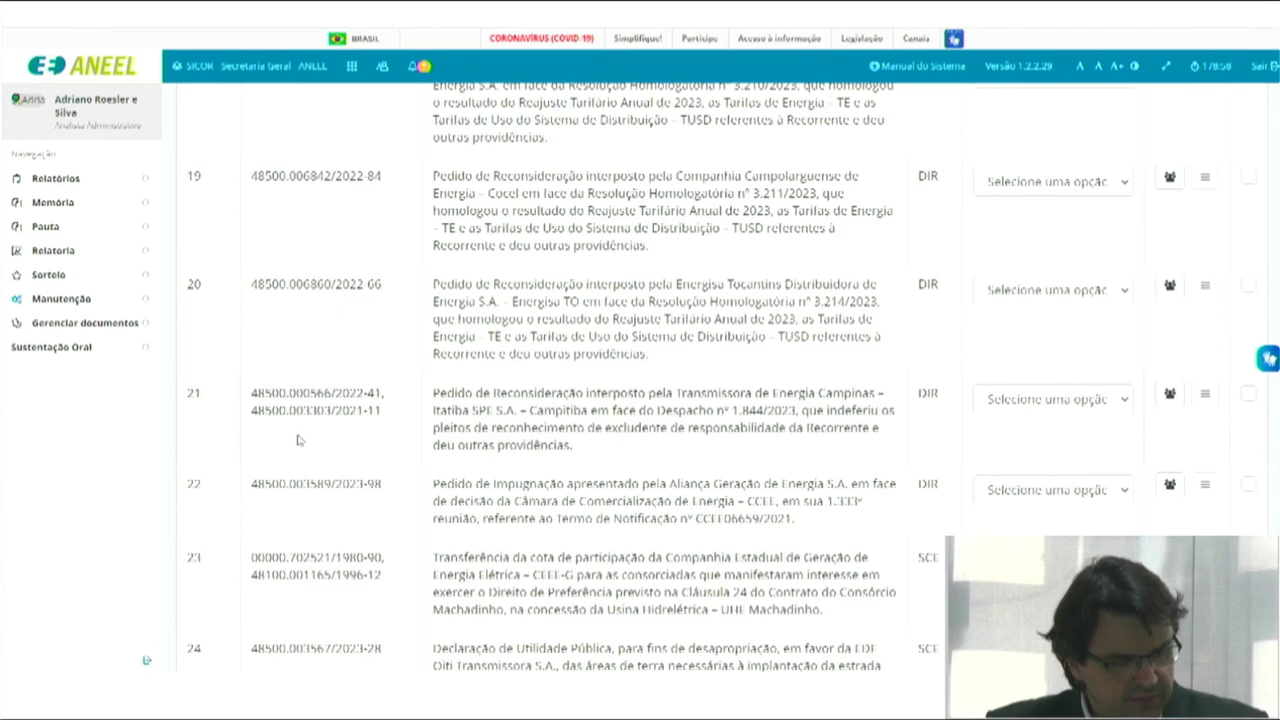 BRASIL
CORONAVÍRUS (COVID 19)
Simplifique!
Participe
Acesso à informação
Legislação
Canais
ANEEL
SICOR
Secretaria Geral
ANEEL
Manual do Sistema
Versão 1.2.2.29
A A A+
178:58
Sair
Adriano Roesler e
Silva
Analista Administrativo
Navegação
Relatórios
Memória
Pauta
Relatoria
Sorteio
Manutenção
Gerenciar documentos
Sustentação Oral
Energia S.A. em face da Resolução Homologatória nº 3.210/2023, que homologou
o resultado do Reajuste Tarifário Anual de 2023, as Tarifas de Energia – TE e as
Tarifas de Uso do Sistema de Distribuição – TUSD referentes à Recorrente e deu
outras providências.
19
48500.006842/2022-84
Pedido de Reconsideração interposto pela Companhia Campolarguense de
Energia – Cocel em face da Resolução Homologatória nº 3.211/2023, que
homologou o resultado do Reajuste Tarifário Anual de 2023, as Tarifas de Energia
– TE e as Tarifas de Uso do Sistema de Distribuição – TUSD referentes à
Recorrente e deu outras providências.
DIR
Selecione uma opçãc
20
48500.006860/2022-66
Pedido de Reconsideração interposto pela Energisa Tocantins Distribuidora de
Energia S.A. – Energisa TO em face da Resolução Homologatória nº 3.214/2023,
que homologou o resultado do Reajuste Tarifário Anual de 2023, as Tarifas de
Energia – TE e as Tarifas de Uso do Sistema de Distribuição – TUSD referentes à
Recorrente e deu outras providências.
DIR
Selecione uma opçãc
21
48500.000566/2022-41,
48500.003303/2021-11
Pedido de Reconsideração interposto pela Transmissora de Energia Campinas –
Itatiba SPE S.A. – Campitiba em face do Despacho nº 1.844/2023, que indeferiu os
pleitos de reconhecimento de excludente de responsabilidade da Recorrente e
deu outras providências.
DIR
Selecione uma opçãc
22
48500.003589/2023-98
Pedido de Impugnação apresentado pela Aliança Geração de Energia S.A. em face
de decisão da Câmara de Comercialização de Energia – CCEE, em sua 1.333ª
reunião, referente ao Termo de Notificação nº CCEE06659/2021.
DIR
Selecione uma opçãc
23
00000.702521/1980-90,
48100.001165/1996-12
Transferência da cota de participação da Companhia Estadual de Geração de
Energia Elétrica – CEEE-G para as consorciadas que manifestaram interesse em
exercer o Direito de Preferência previsto na Cláusula 24 do Contrato do Consórcio
Machadinho, na concessão da Usina Hidrelétrica – UHE Machadinho.
SCE
24
48500.003567/2023-28
Declaração de Utilidade Pública, para fins de desapropriação, em favor da EDF
Oiti Transmissora S.A., das áreas de terra necessárias à implantação da estrada
SCE